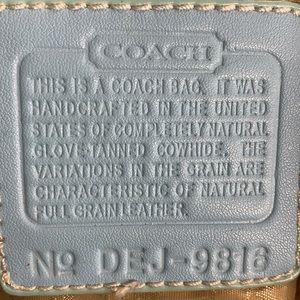 COACH
THIS IS A COACH BAG. IT WAS
HANDCRAFTED IN THE UNITED
STATES OF COMPLETELY NATURAL
GLOVE-TANNED COWHIDE. THE
VARIATIONS IN THE GRAIN ARE
CHARACTERISTIC OF NATURAL
FULL GRAIN LEATHER.
Nº DEJ-9816